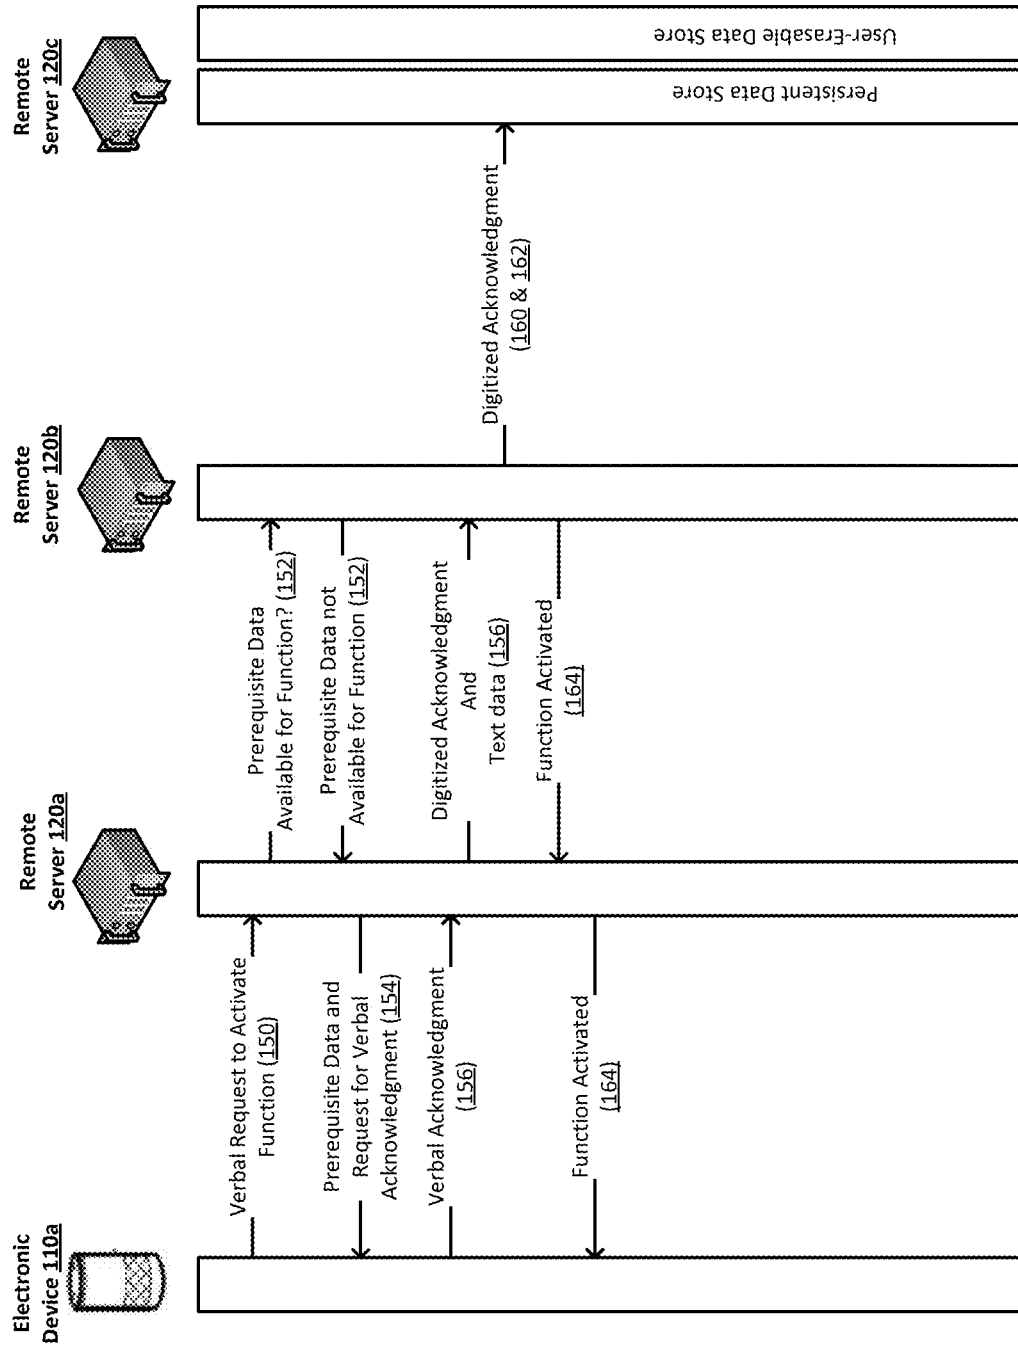 Electronic
Device 110a
Remote
Server 120a
Remote
Server 120b
Remote
Server 120c
Verbal Request to Activate
Function (150)
Prerequisite Data
Available for Function? (152)
Prerequisite Data not
Available for Function (152)
Prerequisite Data and
Request for Verbal
Acknowledgment (154)
Verbal Acknowledgment
(156)
Digitized Acknowledgment
And
Text data (156)
Digitized Acknowledgment
(160 & 162)
Function Activated
(164)
Function Activated
(164)
Persistent Data Store
User-Erasable Data Store